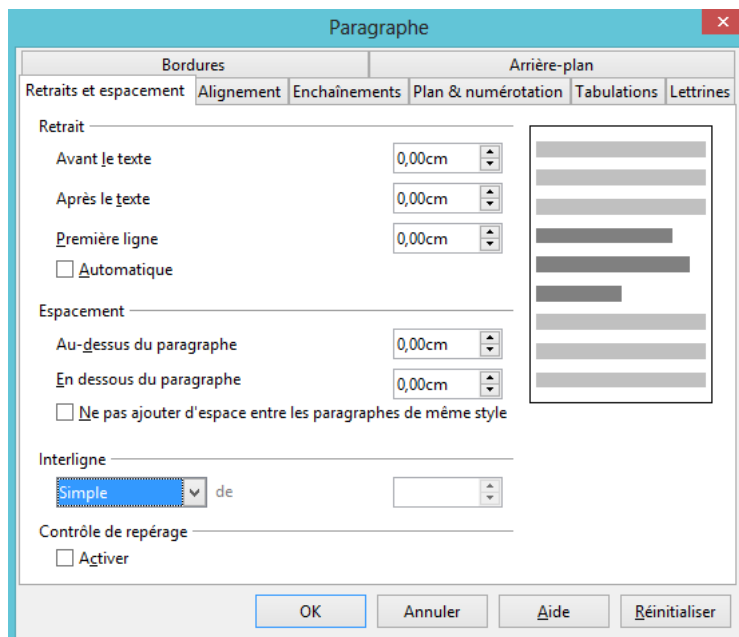 Paragraphe
Bordures Arrière-plan
Retraits et espacement Alignement Enchaînements Plan & numérotation Tabulations Lettrines
Retrait
Avant le texte 0,00cm
Après le texte 0,00cm
Première ligne 0,00cm
Automatique
Espacement
Au-dessus du paragraphe 0,00cm
En dessous du paragraphe 0,00cm
Ne pas ajouter d'espace entre les paragraphes de même style
Interligne
Simple de
Contrôle de repérage
Activer
OK Annuler Aide Réinitialiser